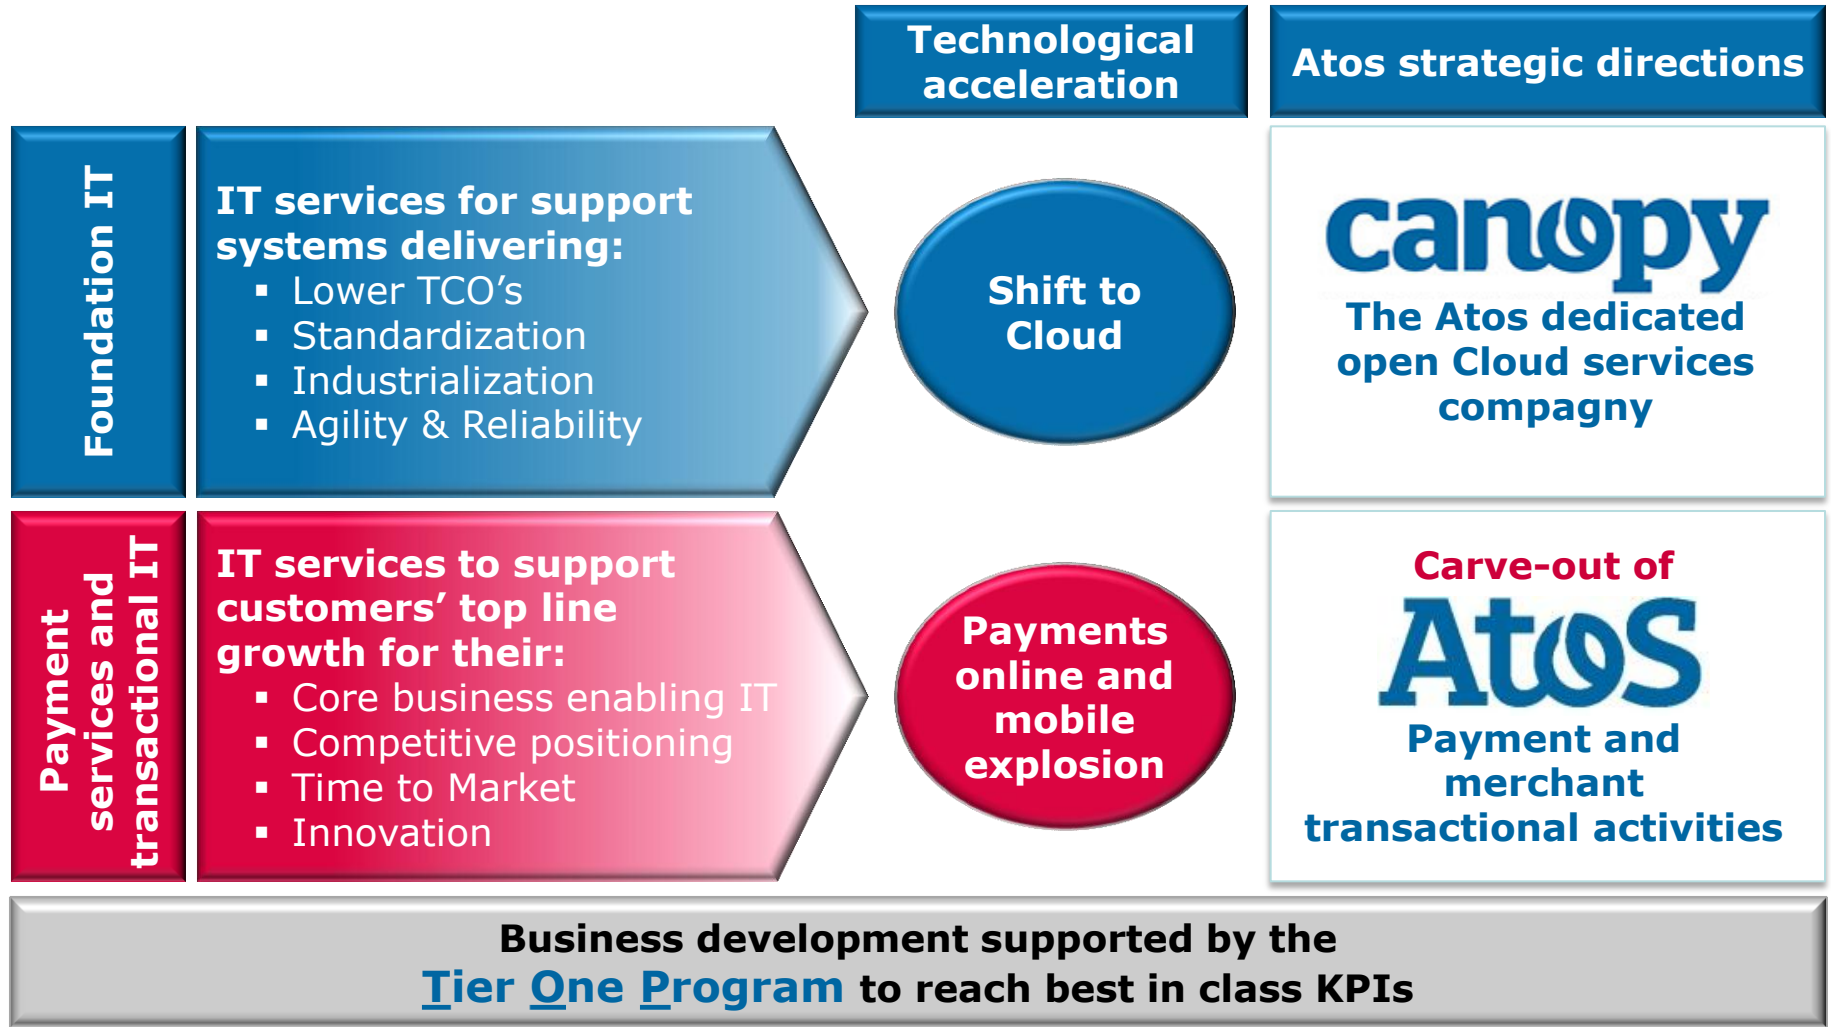 Technological
acceleration
Atos strategic directions
Foundation IT
IT services for support
systems delivering:
▪ Lower TCO’s
▪ Standardization
▪ Industrialization
▪ Agility & Reliability
Shift to
Cloud
canopy
The Atos dedicated
open Cloud services
compagny
Payment
services and
transactional IT
IT services to support
customers’ top line
growth for their:
▪ Core business enabling IT
▪ Competitive positioning
▪ Time to Market
▪ Innovation
Payments
online and
mobile
explosion
Carve-out of
Atos
Payment and
merchant
transactional activities
Business development supported by the
Tier One Program to reach best in class KPIs